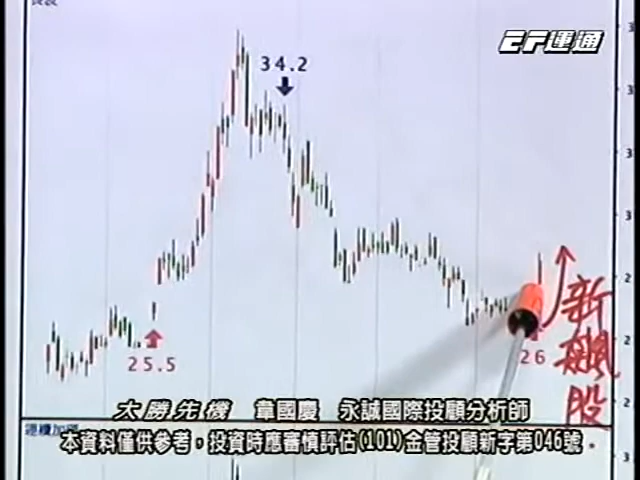 EF運通
34.2
25.5
26
新
飆
股
太勝先機 韋國慶 永誠國際投顧分析師
本資料僅供參考，投資時應審慎評估(101)金管投顧新字第046號